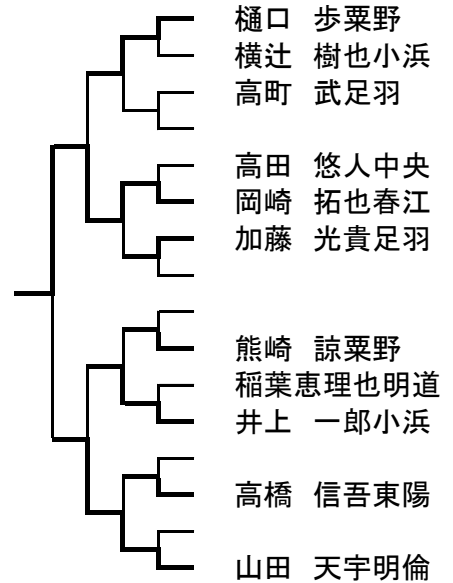 樋口　歩粟野
横辻　樹也小浜
高町　武足羽
高田　悠人中央
岡崎　拓也春江
加藤　光貴足羽
熊崎　諒粟野
稲葉恵理也明道
井上　一郎小浜
高橋　信吾東陽
山田　天宇明倫